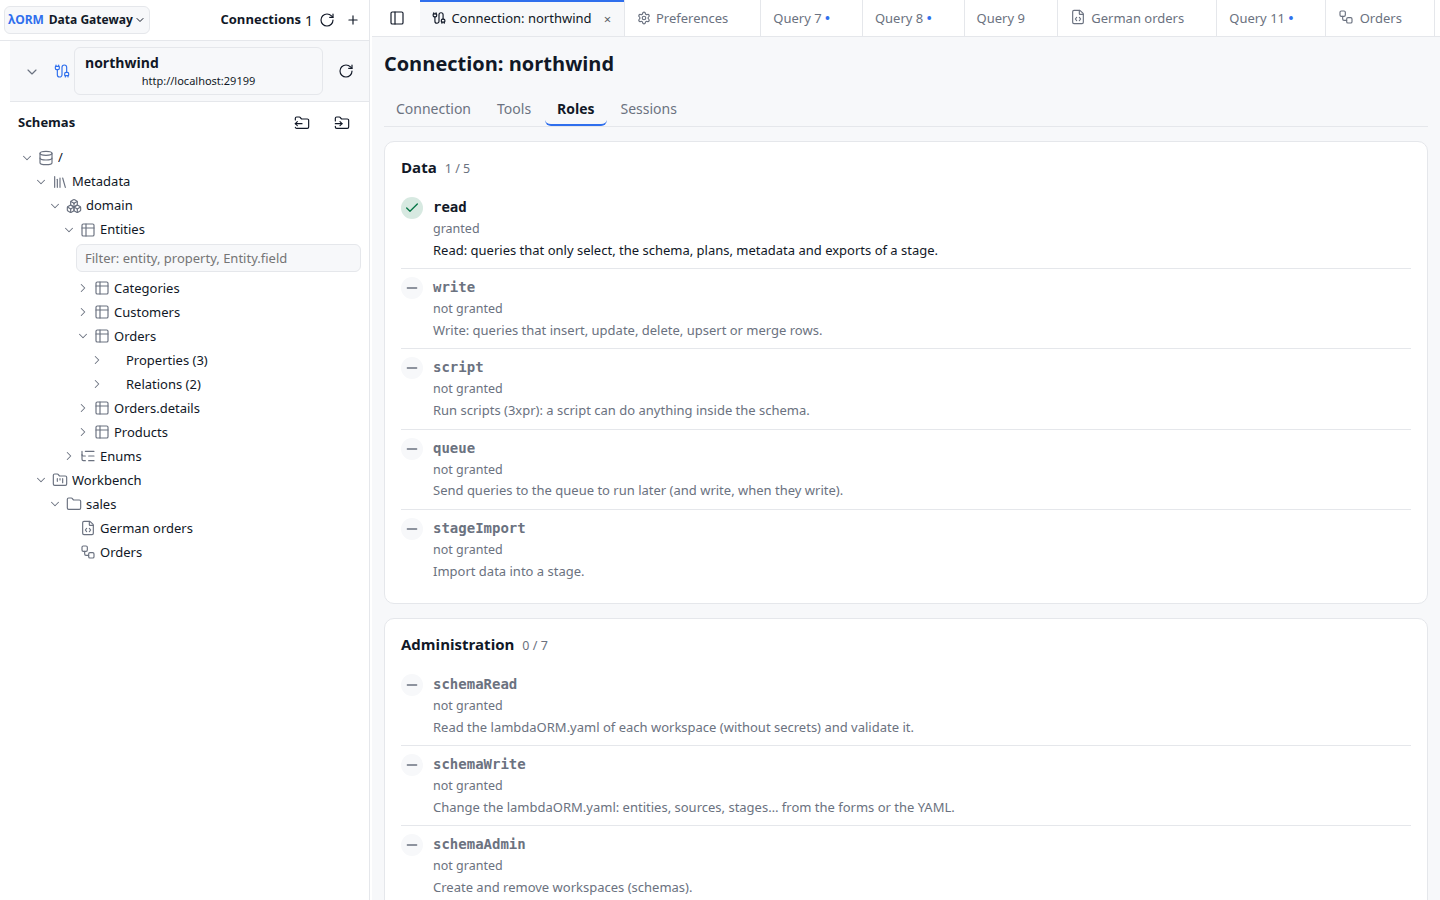 λORM Data Gateway
Connections 1
northwind
http://localhost:29199
Schemas
/
Metadata
domain
Entities
Filter: entity, property, Entity.field
Categories
Customers
Orders
Properties (3)
Relations (2)
Orders.details
Products
Enums
Workbench
sales
German orders
Orders
Connection: northwind ×
Preferences
Query 7 •
Query 8 •
Query 9
German orders
Query 11 •
Orders
Connection: northwind
Connection Tools Roles Sessions
Data 1 / 5
read
granted
Read: queries that only select, the schema, plans, metadata and exports of a stage.
write
not granted
Write: queries that insert, update, delete, upsert or merge rows.
script
not granted
Run scripts (3xpr): a script can do anything inside the schema.
queue
not granted
Send queries to the queue to run later (and write, when they write).
stageImport
not granted
Import data into a stage.
Administration 0 / 7
schemaRead
not granted
Read the lambdaORM.yaml of each workspace (without secrets) and validate it.
schemaWrite
not granted
Change the lambdaORM.yaml: entities, sources, stages... from the forms or the YAML.
schemaAdmin
not granted
Create and remove workspaces (schemas).